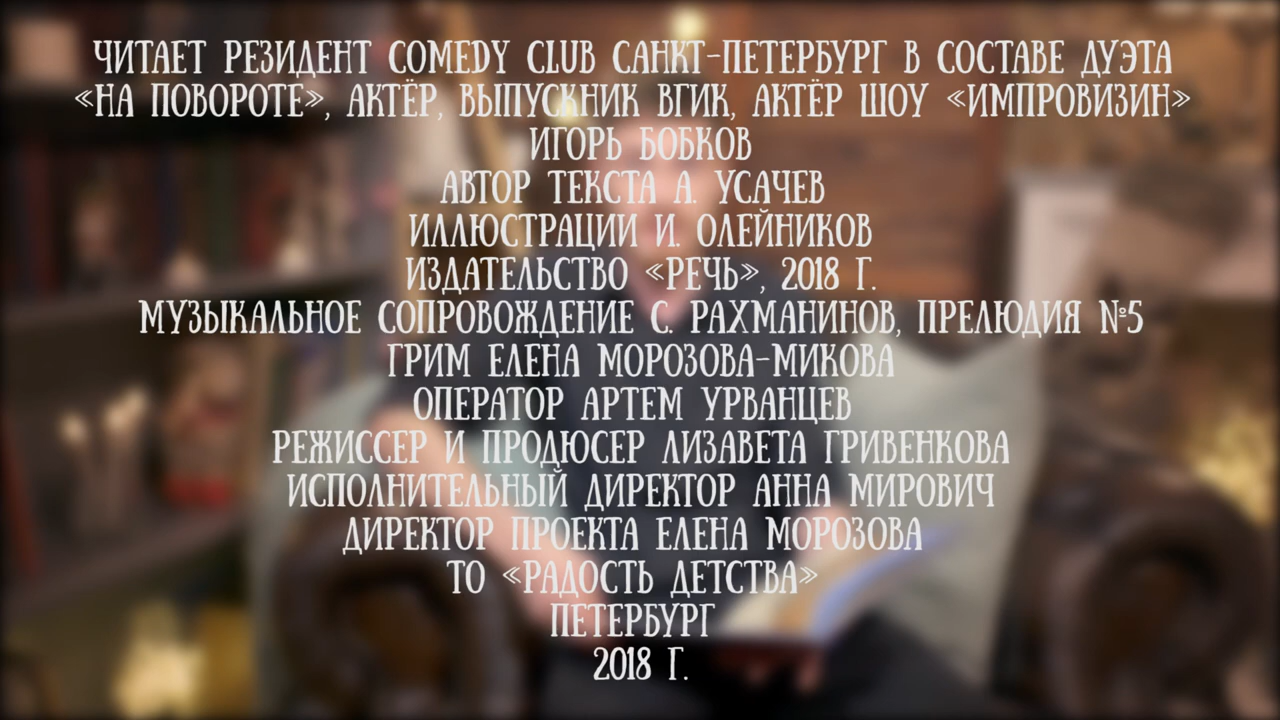 ЧИТАЕТ РЕЗИДЕНТ COMEDY CLUB САНКТ-ПЕТЕРБУРГ В СОСТАВЕ ДУЭТА
«НА ПОВОРОТЕ», АКТЁР, ВЫПУСКНИК ВГИК, АКТЁР ШОУ «ИМПРОВИЗИН»
ИГОРЬ БОБКОВ
АВТОР ТЕКСТА А. УСАЧЕВ
ИЛЛЮСТРАЦИИ И. ОЛЕЙНИКОВ
ИЗДАТЕЛЬСТВО «РЕЧЬ», 2018 Г.
МУЗЫКАЛЬНОЕ СОПРОВОЖДЕНИЕ С. РАХМАНИНОВ, ПРЕЛЮДИЯ №5
ГРИМ ЕЛЕНА МОРОЗОВА-МИКОВА
ОПЕРАТОР АРТЕМ УРВАНЦЕВ
РЕЖИССЕР И ПРОДЮСЕР ЛИЗАВЕТА ГРИВЕНКОВА
ИСПОЛНИТЕЛЬНЫЙ ДИРЕКТОР АННА МИРОВИЧ
ДИРЕКТОР ПРОЕКТА ЕЛЕНА МОРОЗОВА
ТО «РАДОСТЬ ДЕТСТВА»
ПЕТЕРБУРГ
2018 Г.